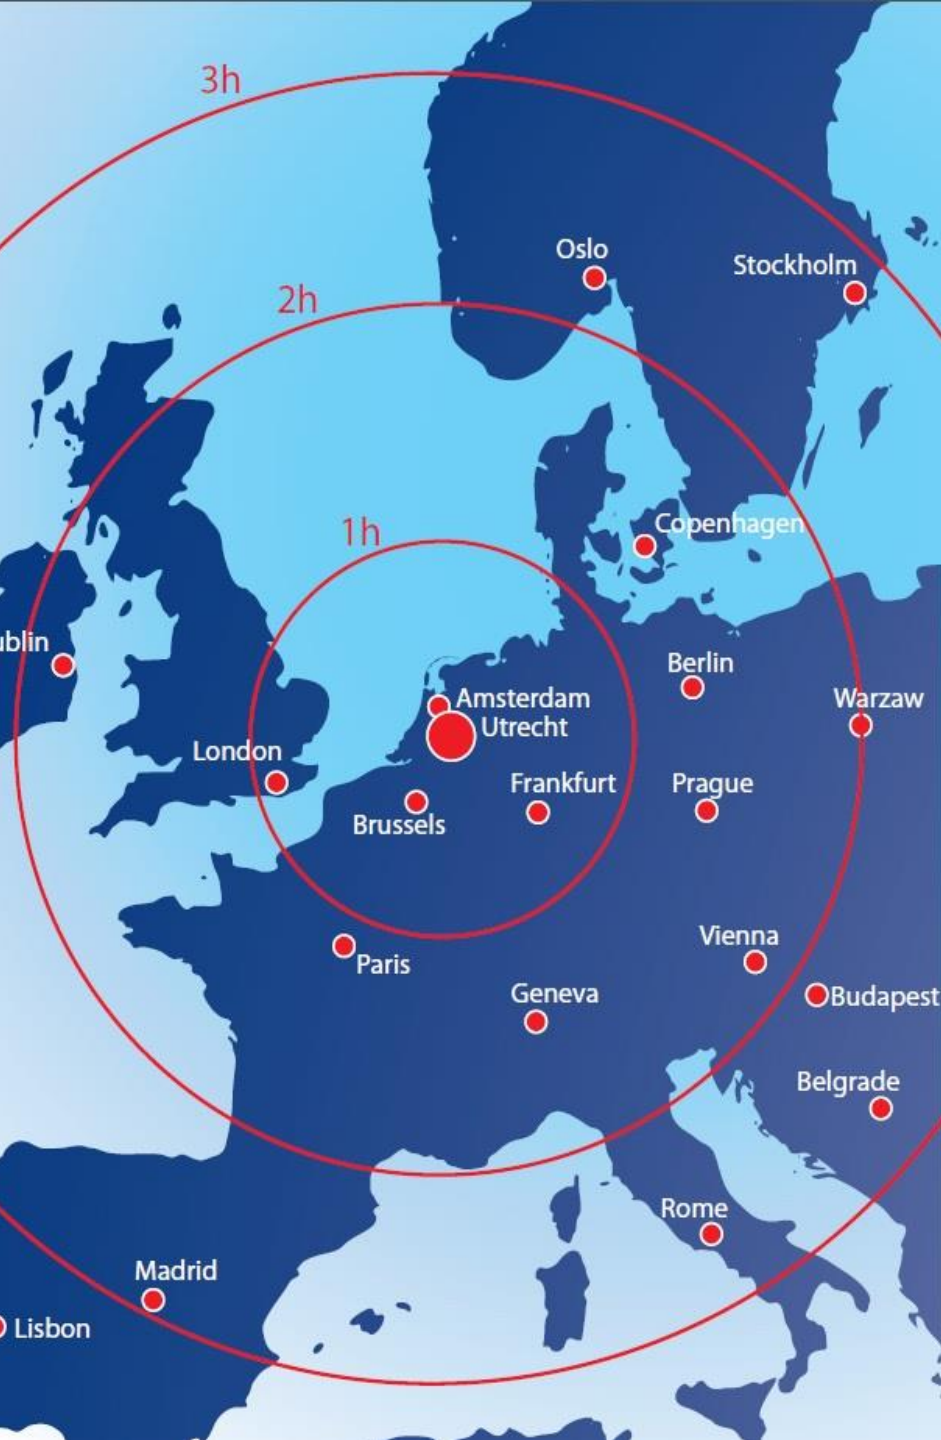 3h
Oslo
Stockholm
2h
1h
Copenhagen
ublin
Berlin
Amsterdam
Warzaw
Utrecht
London
Frankfurt
Prague
Brussels
Vienna
Paris
Geneva
Budapest
Belgrade
Rome
Madrid
Lisbon